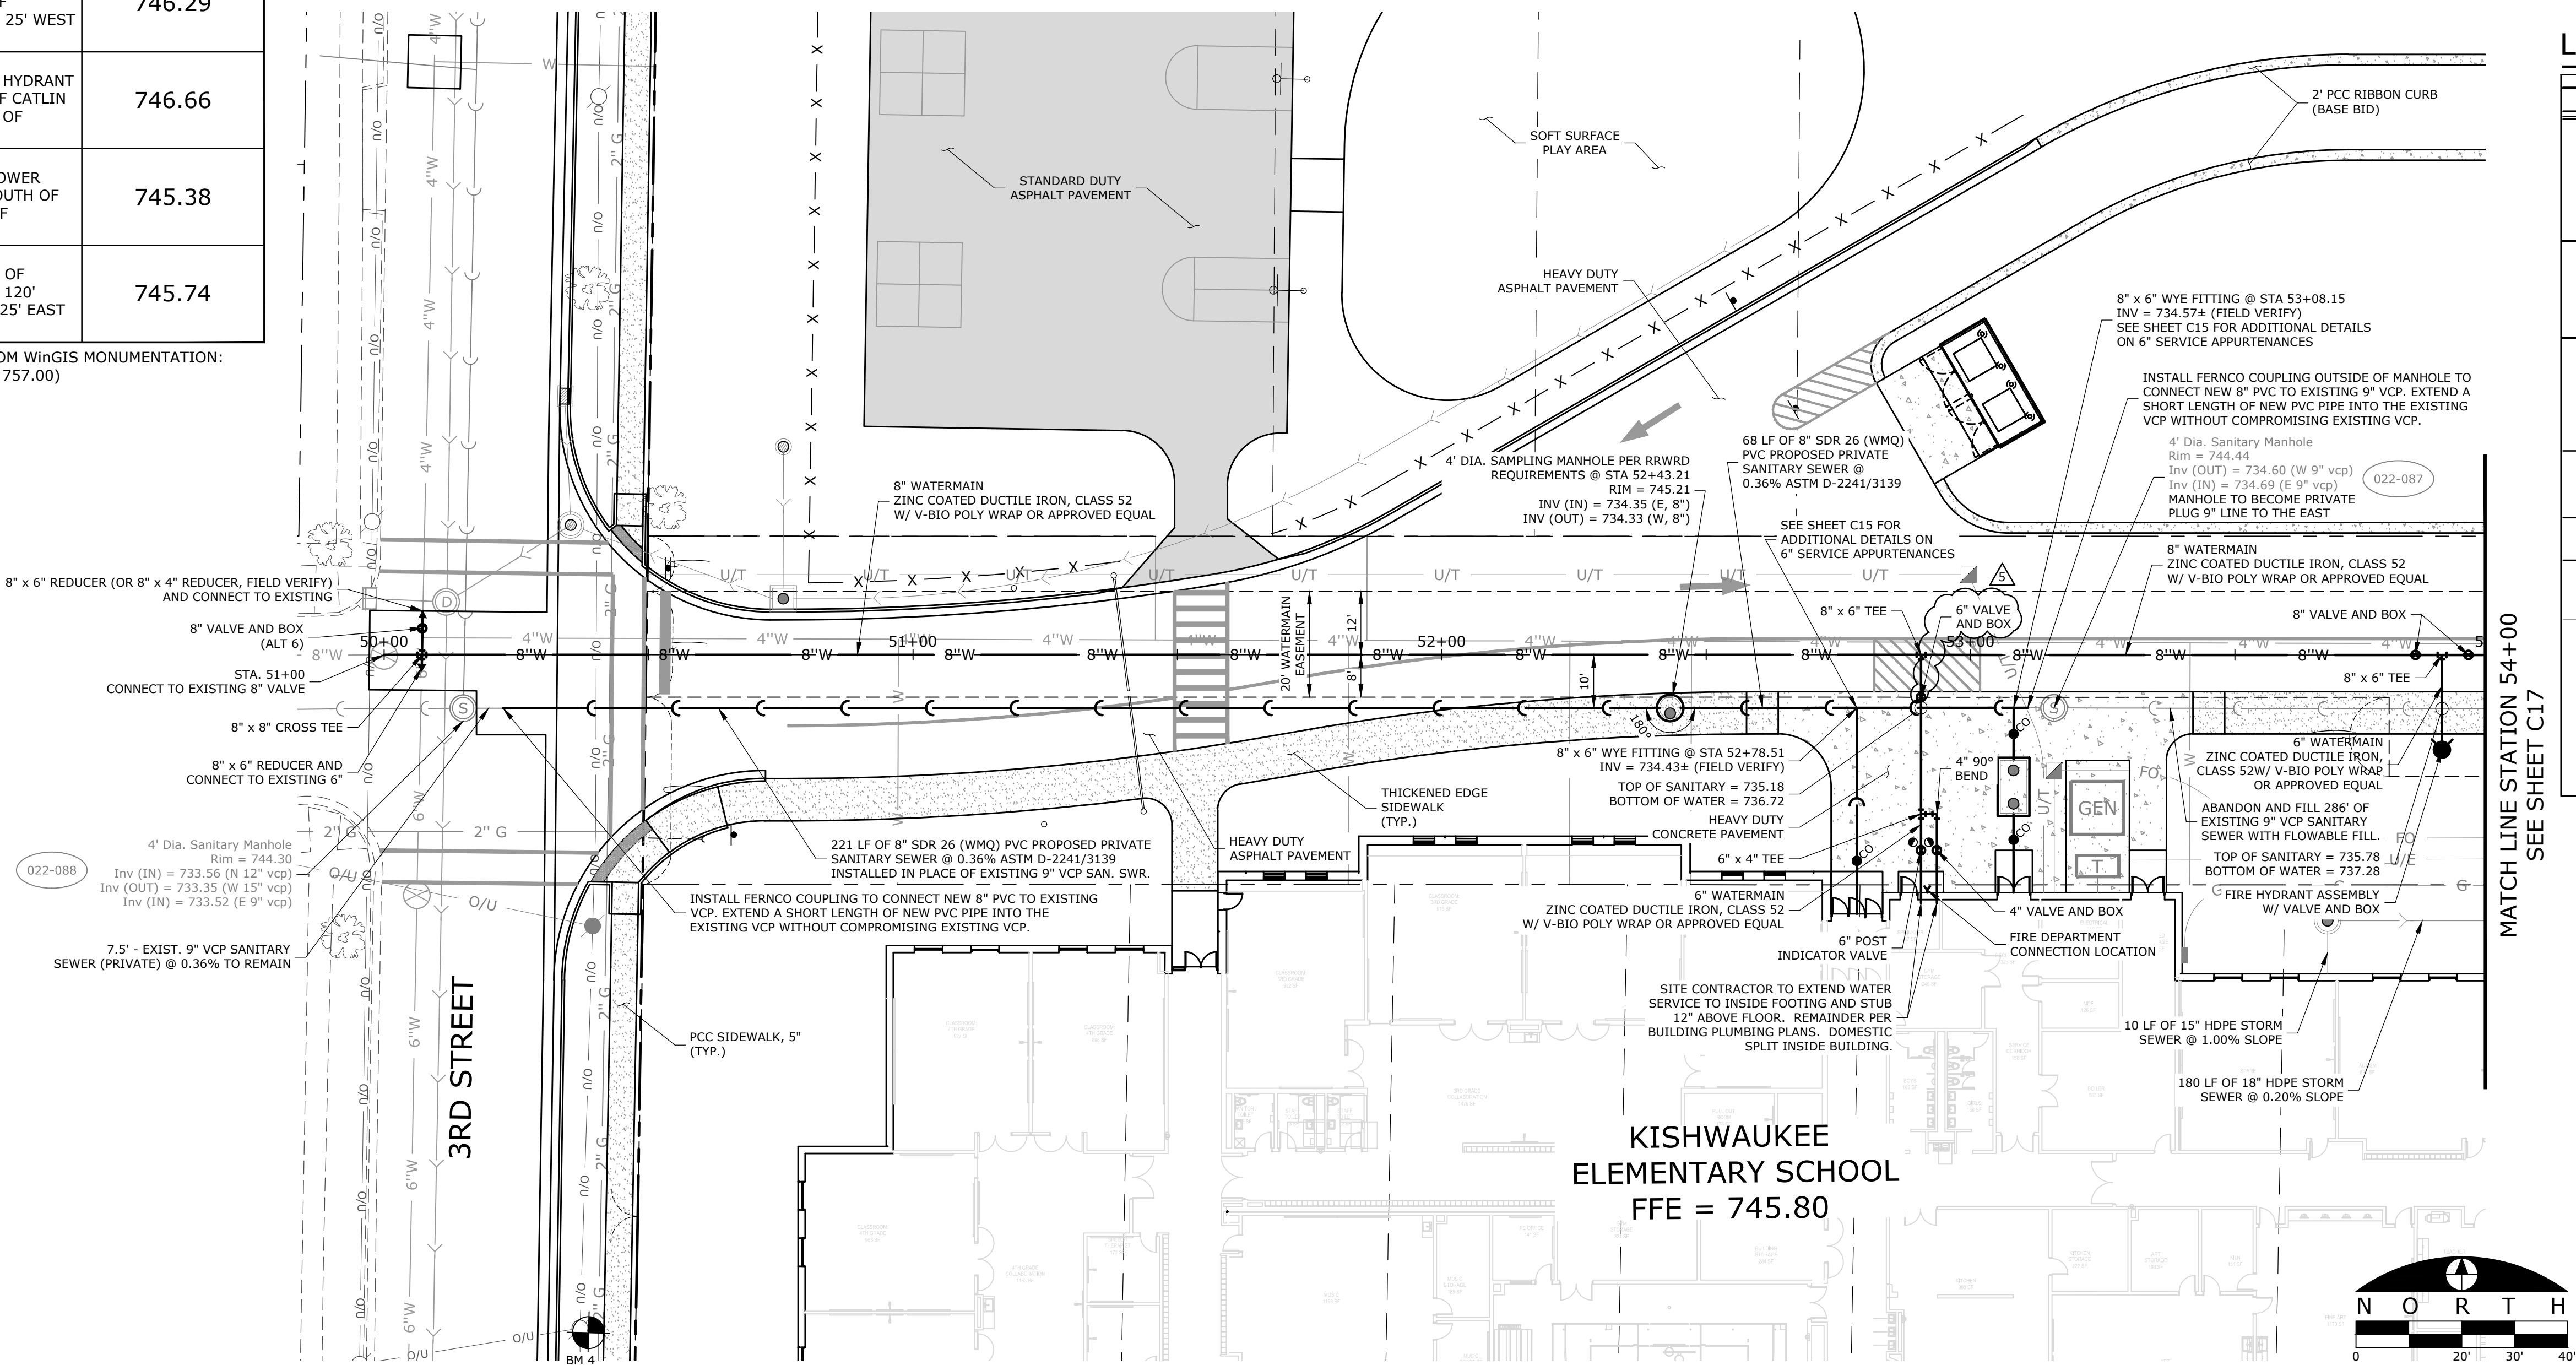 746.29
25' WEST
HYDRANT
F CATLIN
OF
746.66
OWER
OUTH OF
F
745.38
OF
120'
25' EAST
745.74
OM WinGIS MONUMENTATION:
757.00)
STANDARD DUTY
ASPHALT PAVEMENT
SOFT SURFACE
PLAY AREA
2' PCC RIBBON CURB
(BASE BID)
HEAVY DUTY
ASPHALT PAVEMENT
8" x 6" WYE FITTING @ STA 53+08.15
INV = 734.57± (FIELD VERIFY)
SEE SHEET C15 FOR ADDITIONAL DETAILS
ON 6" SERVICE APPURTENANCES
INSTALL FERNCO COUPLING OUTSIDE OF MANHOLE TO
CONNECT NEW 8" PVC TO EXISTING 9" VCP. EXTEND A
SHORT LENGTH OF NEW PVC PIPE INTO THE EXISTING
VCP WITHOUT COMPROMISING EXISTING VCP.
4' Dia. Sanitary Manhole
Rim = 744.44
Inv (OUT) = 734.60 (W 9" vcp)
Inv (IN) = 734.69 (E 9" vcp)
MANHOLE TO BECOME PRIVATE
PLUG 9" LINE TO THE EAST
022-087
68 LF OF 8" SDR 26 (WMQ)
PVC PROPOSED PRIVATE
SANITARY SEWER @
0.36% ASTM D-2241/3139
4' DIA. SAMPLING MANHOLE PER RRWRD
REQUIREMENTS @ STA 52+43.21
RIM = 745.21
INV (IN) = 734.35 (E, 8")
INV (OUT) = 734.33 (W, 8")
8" WATERMAIN
ZINC COATED DUCTILE IRON, CLASS 52
W/ V-BIO POLY WRAP OR APPROVED EQUAL
SEE SHEET C15 FOR
ADDITIONAL DETAILS ON
6" SERVICE APPURTENANCES
8" WATERMAIN
ZINC COATED DUCTILE IRON, CLASS 52
W/ V-BIO POLY WRAP OR APPROVED EQUAL
5
8" x 6" REDUCER (OR 8" x 4" REDUCER, FIELD VERIFY)
AND CONNECT TO EXISTING
8" VALVE AND BOX
(ALT 6)
STA. 51+00
CONNECT TO EXISTING 8" VALVE
8" x 8" CROSS TEE
8" x 6" REDUCER AND
CONNECT TO EXISTING 6"
50+00
51+00
52+00
53+00
20' WATERMAIN
EASEMENT
12'
8'
10'
180°
8" x 6" TEE
6" VALVE
AND BOX
8" VALVE AND BOX
8" x 6" TEE
MATCH LINE STATION 54+00
SEE SHEET C17
8" x 6" WYE FITTING @ STA 52+78.51
INV = 734.43± (FIELD VERIFY)
TOP OF SANITARY = 735.18
BOTTOM OF WATER = 736.72
HEAVY DUTY
CONCRETE PAVEMENT
6" x 4" TEE
6" WATERMAIN
ZINC COATED DUCTILE IRON, CLASS 52
W/ V-BIO POLY WRAP OR APPROVED EQUAL
6" POST
INDICATOR VALVE
4" 90°
BEND
CO
CO
CO
GEN
T
FO
FO
U/E
U/T
G
4" VALVE AND BOX
FIRE DEPARTMENT
CONNECTION LOCATION
6" WATERMAIN
ZINC COATED DUCTILE IRON,
CLASS 52W/ V-BIO POLY WRAP
OR APPROVED EQUAL
ABANDON AND FILL 286' OF
EXISTING 9" VCP SANITARY
SEWER WITH FLOWABLE FILL.
TOP OF SANITARY = 735.78
BOTTOM OF WATER = 737.28
FIRE HYDRANT ASSEMBLY
W/ VALVE AND BOX
THICKENED EDGE
SIDEWALK
(TYP.)
HEAVY DUTY
ASPHALT PAVEMENT
221 LF OF 8" SDR 26 (WMQ) PVC PROPOSED PRIVATE
SANITARY SEWER @ 0.36% ASTM D-2241/3139
INSTALLED IN PLACE OF EXISTING 9" VCP SAN. SWR.
INSTALL FERNCO COUPLING TO CONNECT NEW 8" PVC TO EXISTING
VCP. EXTEND A SHORT LENGTH OF NEW PVC PIPE INTO THE
EXISTING VCP WITHOUT COMPROMISING EXISTING VCP.
4' Dia. Sanitary Manhole
Rim = 744.30
Inv (IN) = 733.56 (N 12" vcp)
Inv (OUT) = 733.35 (W 15" vcp)
Inv (IN) = 733.52 (E 9" vcp)
022-088
7.5' - EXIST. 9" VCP SANITARY
SEWER (PRIVATE) @ 0.36% TO REMAIN
3RD STREET
PCC SIDEWALK, 5"
(TYP.)
SITE CONTRACTOR TO EXTEND WATER
SERVICE TO INSIDE FOOTING AND STUB
12" ABOVE FLOOR. REMAINDER PER
BUILDING PLUMBING PLANS. DOMESTIC
SPLIT INSIDE BUILDING.
10 LF OF 15" HDPE STORM
SEWER @ 1.00% SLOPE
180 LF OF 18" HDPE STORM
SEWER @ 0.20% SLOPE
KISHWAUKEE
ELEMENTARY SCHOOL
FFE = 745.80
BM 4
NORTH
0 20' 30' 40'